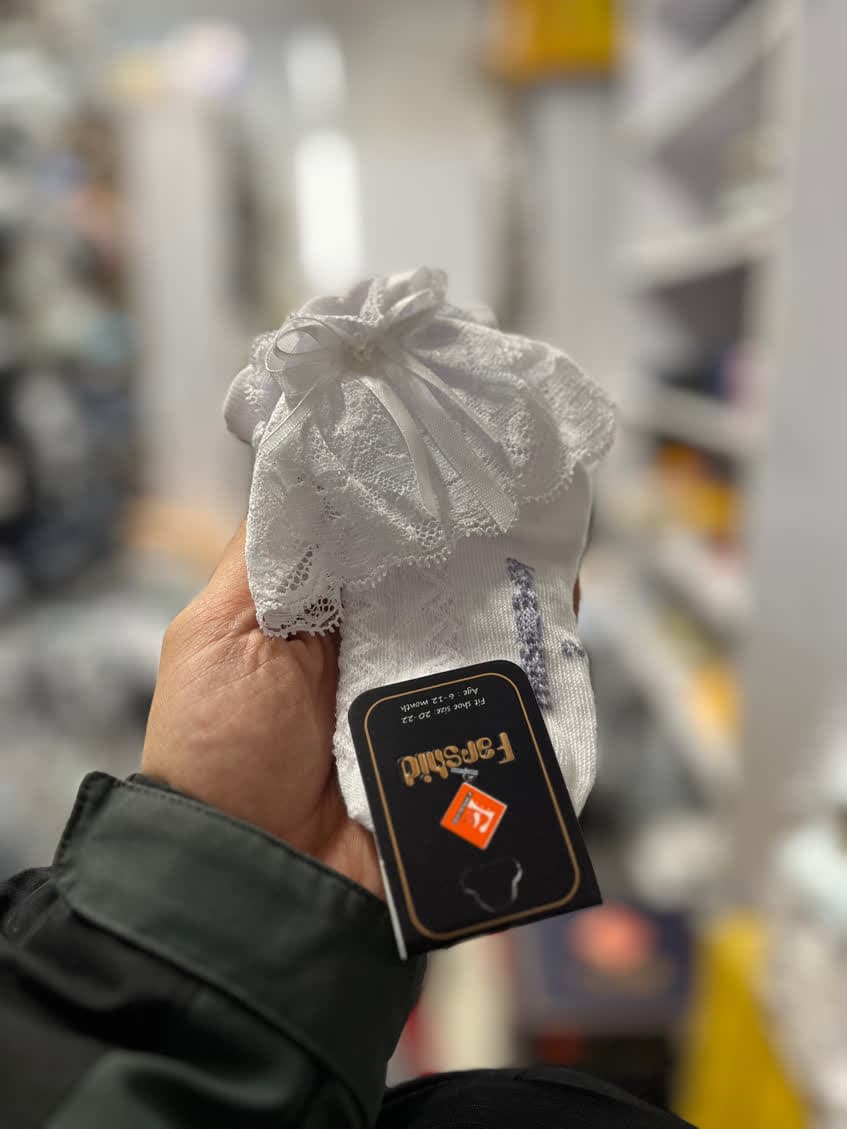 Farshid
Fit shoe size: 20-22
Age : 6-12 month